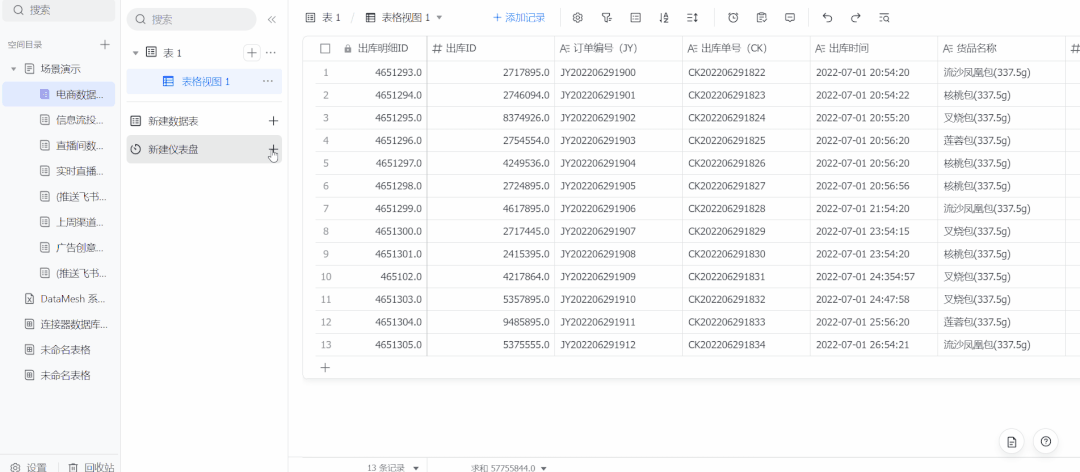 搜索
空间目录
场景演示
电商数据...
信息流投...
直播间数...
实时直播...
(推送飞书...
上周渠道...
广告创意...
(推送飞书...
DataMesh 系...
连接器数据库...
未命名表格
未命名表格
设置 回收站
搜索
表 1
表格视图 1
新建数据表
新建仪表盘
表 1 / 表格视图 1 添加记录
出库明细ID 出库ID 订单编号（JY） 出库单号（CK） 出库时间 货品名称
1 4651293.0 2717895.0 JY202206291900 CK202206291822 2022-07-01 20:54:20 流沙凤凰包(337.5g)
2 4651294.0 2746094.0 JY202206291901 CK202206291823 2022-07-01 20:54:22 核桃包(337.5g)
3 4651295.0 8374926.0 JY202206291902 CK202206291824 2022-07-01 20:55:20 叉烧包(337.5g)
4 4651296.0 2754554.0 JY202206291903 CK202206291825 2022-07-01 20:56:20 莲蓉包(337.5g)
5 4651297.0 4249536.0 JY202206291904 CK202206291826 2022-07-01 20:56:20 核桃包(337.5g)
6 4651298.0 2724895.0 JY202206291905 CK202206291827 2022-07-01 20:56:56 核桃包(337.5g)
7 4651299.0 4617895.0 JY202206291906 CK202206291828 2022-07-01 21:54:20 流沙凤凰包(337.5g)
8 4651300.0 2717445.0 JY202206291907 CK202206291829 2022-07-01 23:54:15 叉烧包(337.5g)
9 4651301.0 2415395.0 JY202206291908 CK202206291830 2022-07-01 23:54:20 核桃包(337.5g)
10 465102.0 4217864.0 JY202206291909 CK202206291831 2022-07-01 24:354:57 叉烧包(337.5g)
11 4651303.0 5357895.0 JY202206291910 CK202206291832 2022-07-01 24:47:58 叉烧包(337.5g)
12 4651304.0 9485895.0 JY202206291911 CK202206291833 2022-07-01 25:56:20 莲蓉包(337.5g)
13 4651305.0 5375555.0 JY202206291912 CK202206291834 2022-07-01 26:54:21 流沙凤凰包(337.5g)
13 条记录 求和 57755844.0